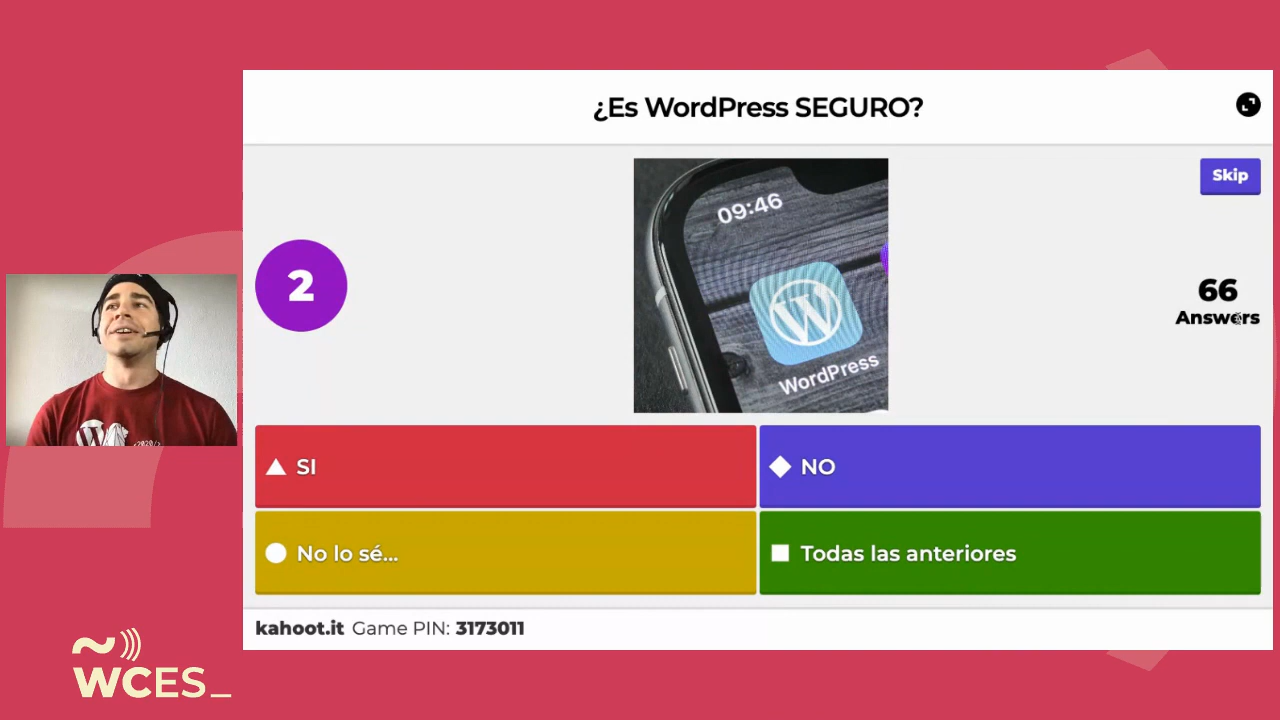 ¿Es WordPress SEGURO?
Skip
09:46
WordPress
2
66
Answers
SI
NO
No lo sé...
Todas las anteriores
kahoot.it Game PIN: 3173011
WCES_